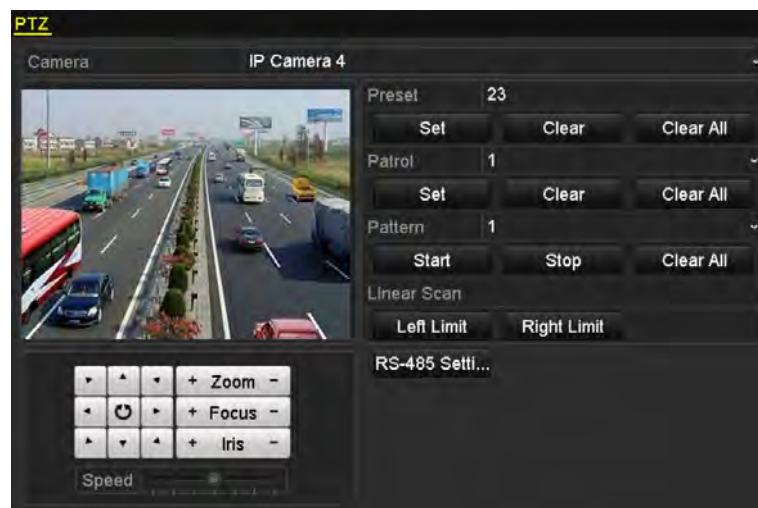 PTZ
Camera IP Camera 4
Preset 23
Set Clear Clear All
Patrol 1
Set Clear Clear All
Pattern 1
Start Stop Clear All
Linear Scan
Left Limit Right Limit
RS-485 Setti...
+ Zoom -
+ Focus -
+ Iris -
Speed